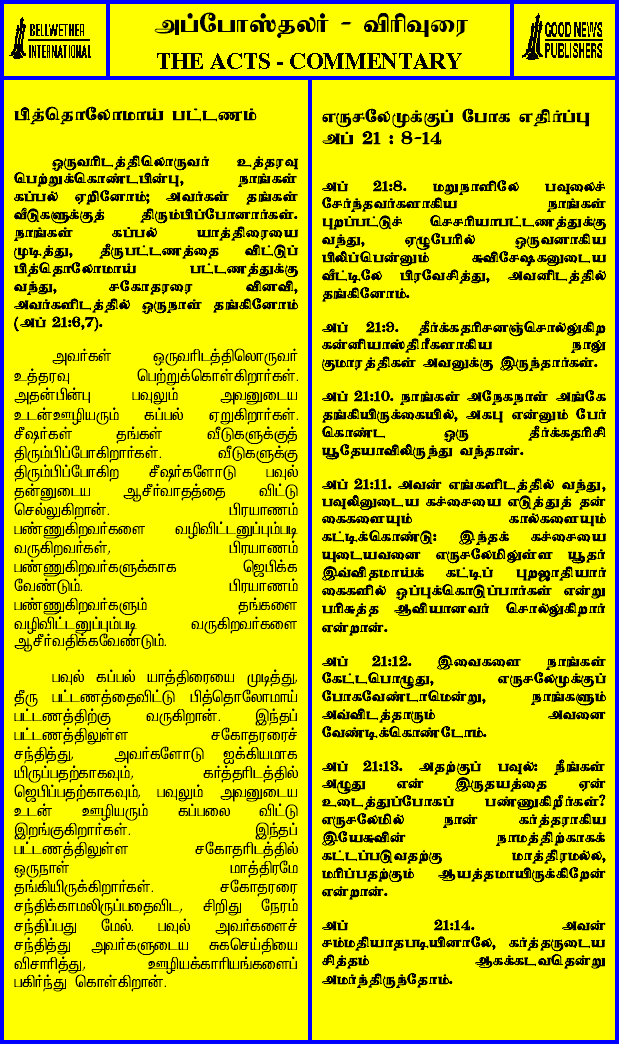 BELLWETHER
INTERNATIONAL
அப்போஸ்தலர் - விரிவுரை
THE ACTS - COMMENTARY
GOOD NEWS
PUBLISHERS
பித்தொலோமாய் பட்டணம்
ஒருவரிடத்திலொருவர் உத்தரவு
பெற்றுக்கொண்டபின்பு, நாங்கள்
கப்பல் ஏறினோம்; அவர்கள் தங்கள்
வீடுகளுக்குத் திரும்பிப்போனார்கள்.
நாங்கள் கப்பல் யாத்திரையை
முடித்து, தீருபட்டணத்தை விட்டுப்
பித்தொலோமாய் பட்டணத்துக்கு
வந்து, சகோதரரை வினவி,
அவர்களிடத்தில் ஒருநாள் தங்கினோம்
(அப் 21:6,7).
அவர்கள் ஒருவரிடத்திலொருவர்
உத்தரவு பெற்றுக்கொள்கிறார்கள்.
அதன்பின்பு பவுலும் அவனுடைய
உடன்ஊழியரும் கப்பல் ஏறுகிறார்கள்.
சீஷர்கள் தங்கள் வீடுகளுக்குத்
திரும்பிப்போகிறார்கள். வீடுகளுக்கு
திரும்பிப்போகிற சீஷர்களோடு பவுல்
தன்னுடைய ஆசீர்வாதத்தை விட்டு
செல்லுகிறான். பிரயாணம்
பண்ணுகிறவர்களை வழிவிட்டனுப்பும்படி
வருகிறவர்கள், பிரயாணம்
பண்ணுகிறவர்களுக்காக ஜெபிக்க
வேண்டும். பிரயாணம்
பண்ணுகிறவர்களும் தங்களை
வழிவிட்டனுப்பும்படி வருகிறவர்களை
ஆசீர்வதிக்கவேண்டும்.
பவுல் கப்பல் யாத்திரையை முடித்து,
தீரு பட்டணத்தைவிட்டு பித்தொலோமாய்
பட்டணத்திற்கு வருகிறான். இந்தப்
பட்டணத்திலுள்ள சகோதரரைச்
சந்தித்து, அவர்களோடு ஐக்கியமாக
யிருப்பதற்காகவும், கர்த்தரிடத்தில்
ஜெபிப்பதற்காகவும், பவுலும் அவனுடைய
உடன் ஊழியரும் கப்பலை விட்டு
இறங்குகிறார்கள். இந்தப்
பட்டணத்திலுள்ள சகோதரிடத்தில்
ஒருநாள் மாத்திரமே
தங்கியிருக்கிறார்கள். சகோதரரை
சந்திக்காமலிருப்பதைவிட, சிறிது நேரம்
சந்திப்பது மேல். பவுல் அவர்களைச்
சந்தித்து அவர்களுடைய சுகசெய்தியை
விசாரித்து, ஊழியக்காரியங்களைப்
பகிர்ந்து கொள்கிறான்.
எருசலேமுக்குப் போக எதிர்ப்பு
அப் 21 : 8-14
அப் 21:8. மறுநாளிலே பவுலைச்
சேர்ந்தவர்களாகிய நாங்கள்
புறப்பட்டுச் செசரியாபட்டணத்துக்கு
வந்து, ஏழுபேரில் ஒருவனாகிய
பிலிப்பென்னும் சுவிசேஷகனுடைய
வீட்டிலே பிரவேசித்து, அவனிடத்தில்
தங்கினோம்.
அப் 21:9. தீர்க்கதரிசனஞ்சொல்லுகிற
கன்னியாஸ்திரீகளாகிய நாலு
குமாரத்திகள் அவனுக்கு இருந்தார்கள்.
அப் 21:10. நாங்கள் அநேகநாள் அங்கே
தங்கியிருக்கையில், அகபு என்னும் பேர்
கொண்ட ஒரு தீர்க்கதரிசி
யூதேயாவிலிருந்து வந்தான்.
அப் 21:11. அவன் எங்களிடத்தில் வந்து,
பவுலினுடைய கச்சையை எடுத்துத் தன்
கைகளையும் கால்களையும்
கட்டிக்கொண்டு: இந்தக் கச்சையை
யுடையவனை எருசலேமிலுள்ள யூதர்
இவ்விதமாய்க் கட்டிப் புறஜாதியார்
கைகளில் ஒப்புக்கொடுப்பார்கள் என்று
பரிசுத்த ஆவியானவர் சொல்லுகிறார்
என்றான்.
அப் 21:12. இவைகளை நாங்கள்
கேட்டபொழுது, எருசலேமுக்குப்
போகவேண்டாமென்று, நாங்களும்
அவ்விடத்தாரும் அவனை
வேண்டிக்கொண்டோம்.
அப் 21:13. அதற்குப் பவுல்: நீங்கள்
அழுது என் இருதயத்தை ஏன்
உடைத்துப்போகப் பண்ணுகிறீர்கள்?
எருசலேமில் நான் கர்த்தராகிய
இயேசுவின் நாமத்திற்காகக்
கட்டப்படுவதற்கு மாத்திரமல்ல,
மரிப்பதற்கும் ஆயத்தமாயிருக்கிறேன்
என்றான்.
அப் 21:14. அவன்
சம்மதியாதபடியினாலே, கர்த்தருடைய
சித்தம் ஆகக்கடவதென்று
அமர்ந்திருந்தோம்.